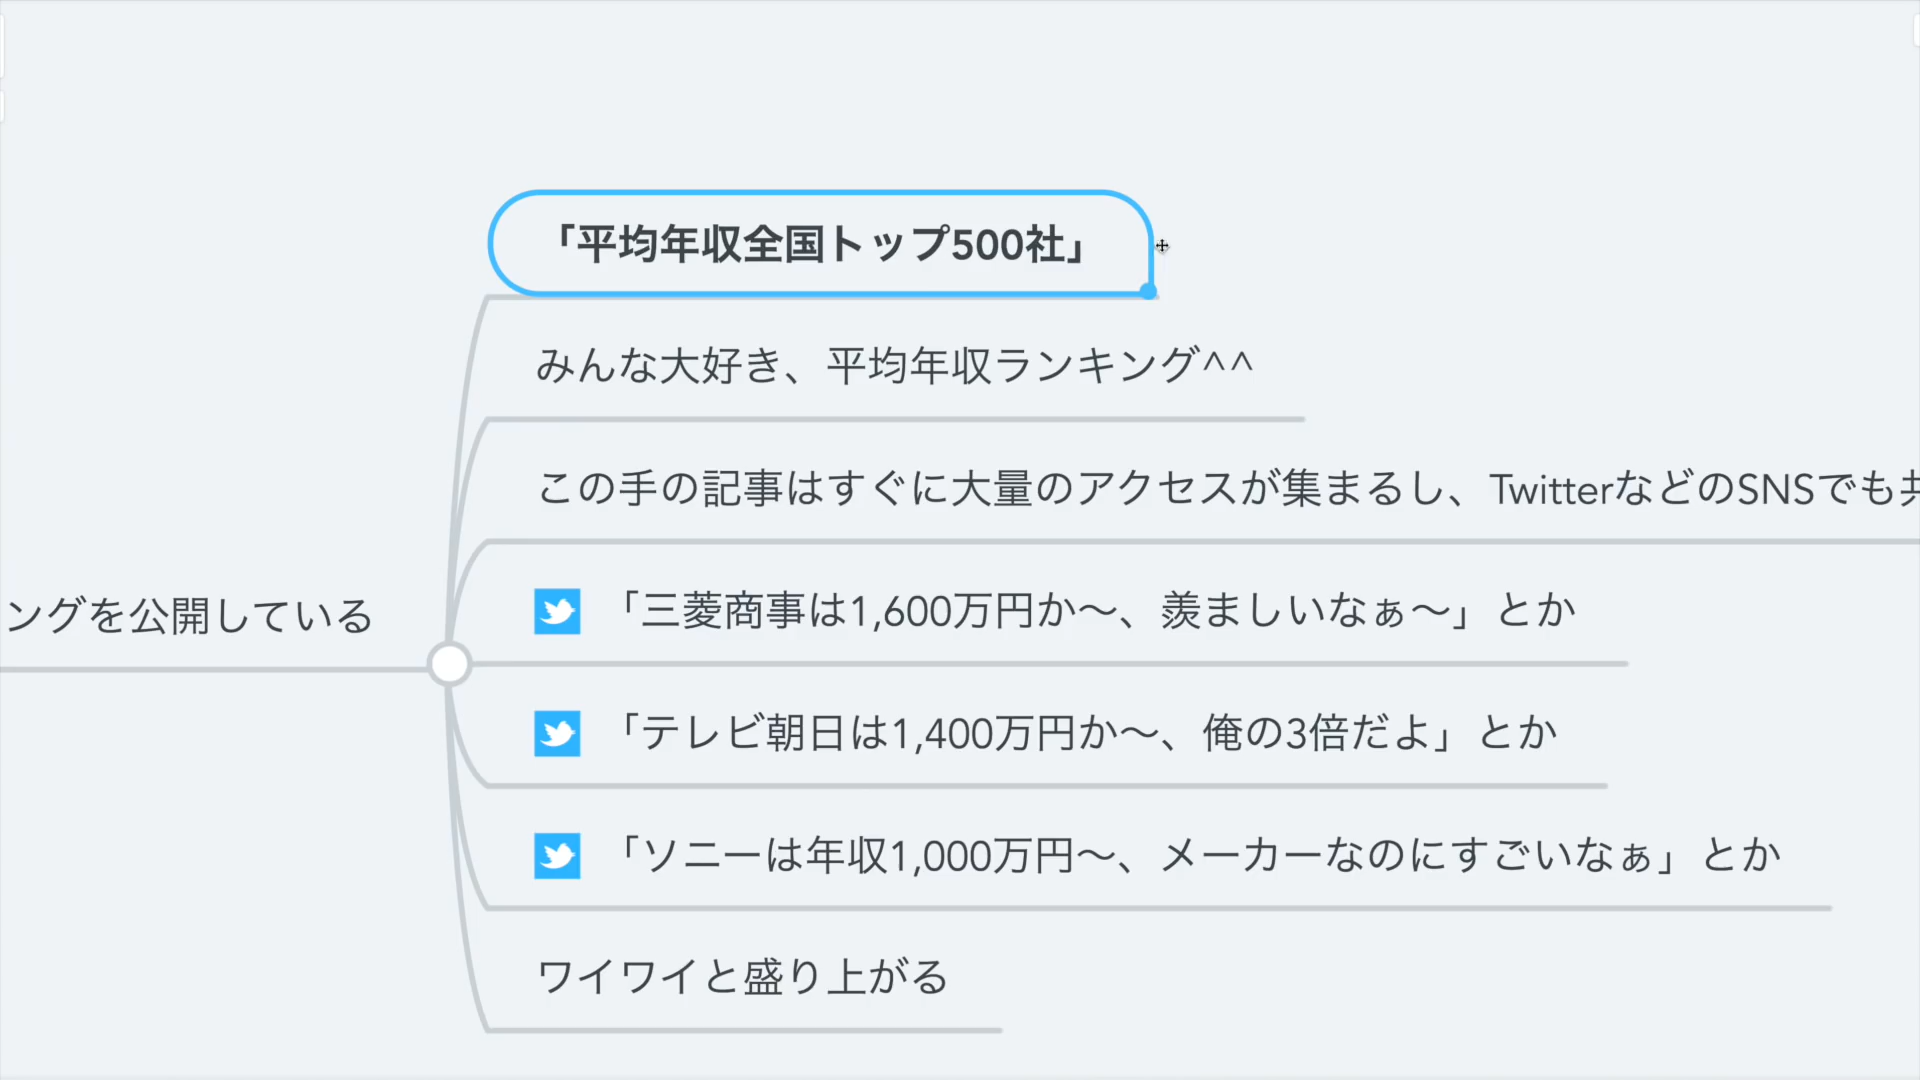 「平均年収全国トップ500社」
みんな大好き、平均年収ランキング^^
この手の記事はすぐに大量のアクセスが集まるし、TwitterなどのSNSでも
ングを公開している
「三菱商事は1,600万円か〜、羨ましいなぁ〜」とか
「テレビ朝日は1,400万円か〜、俺の3倍だよ」とか
「ソニーは年収1,000万円〜、メーカーなのにすごいなぁ」とか
ワイワイと盛り上がる